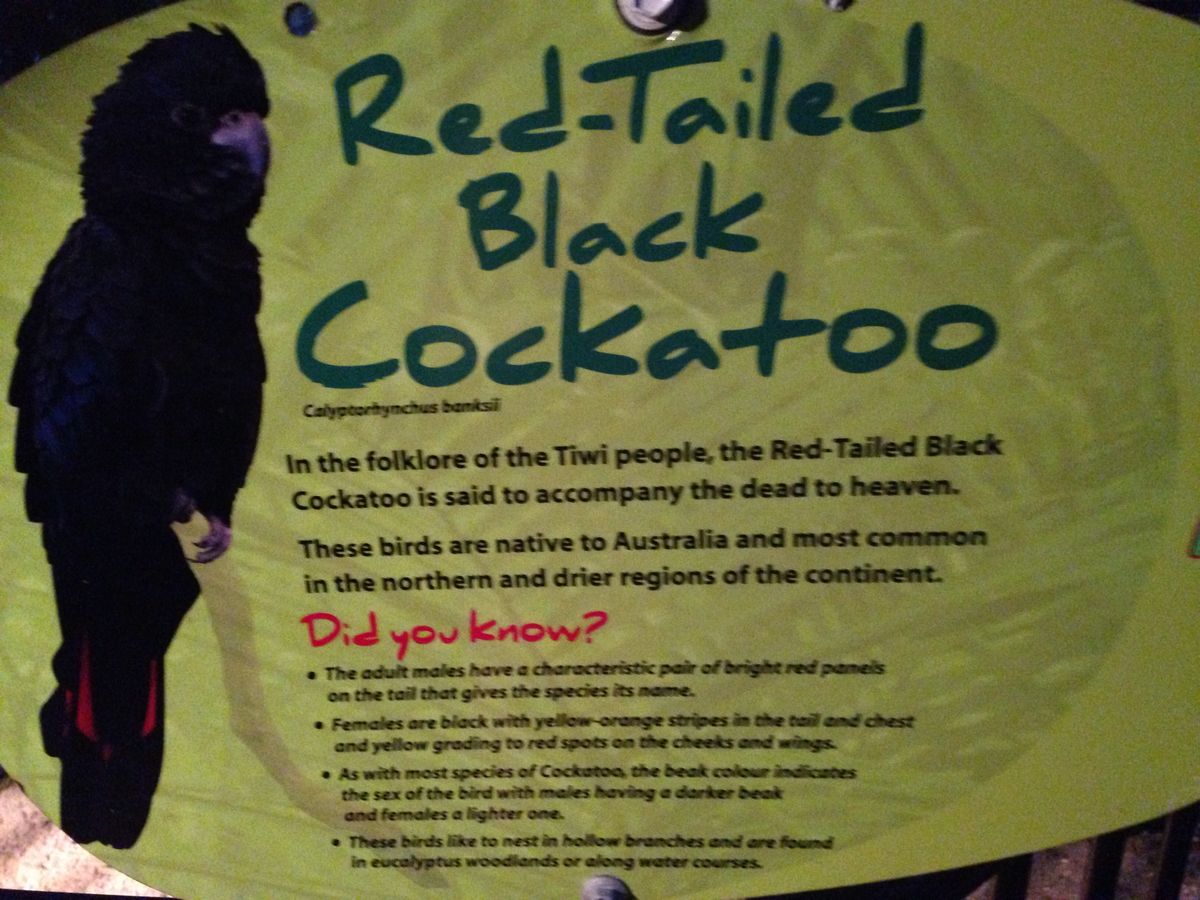 Red-Tailed
Black
Cockatoo
Calyptorhynchus banksii
In the folklore of the Tiwi people, the Red-Tailed Black
Cockatoo is said to accompany the dead to heaven.
These birds are native to Australia and most common
in the northern and drier regions of the continent.
Did you know?
• The adult males have a characteristic pair of bright red panels
on the tail that gives the species its name.
• Females are black with yellow-orange stripes in the tail and chest
and yellow grading to red spots on the cheeks and wings.
• As with most species of Cockatoo, the beak colour indicates
the sex of the bird with males having a darker beak
and females a lighter one.
• These birds like to nest in hollow branches and are found
in eucalyptus woodlands or along water courses.